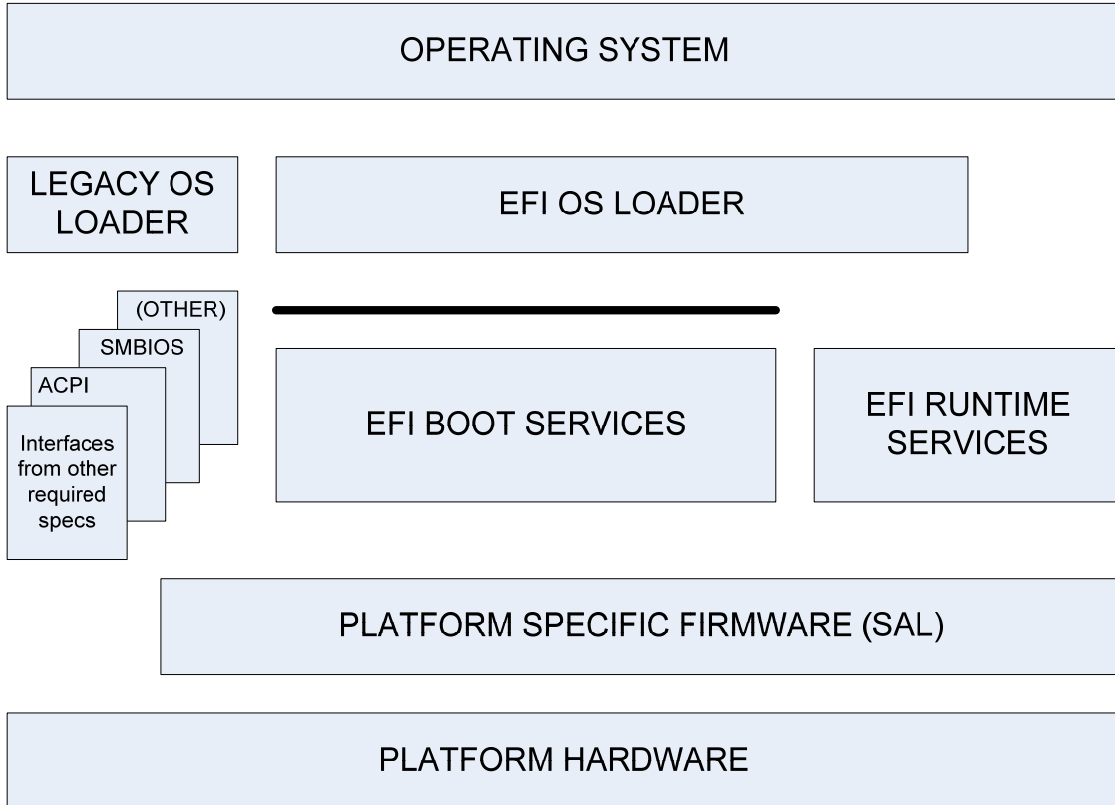 OPERATING SYSTEM
LEGACY OS
LOADER
EFI OS LOADER
(OTHER)
SMBIOS
ACPI
Interfaces
from other
required
specs
EFI BOOT SERVICES
EFI RUNTIME
SERVICES
PLATFORM SPECIFIC FIRMWARE (SAL)
PLATFORM HARDWARE